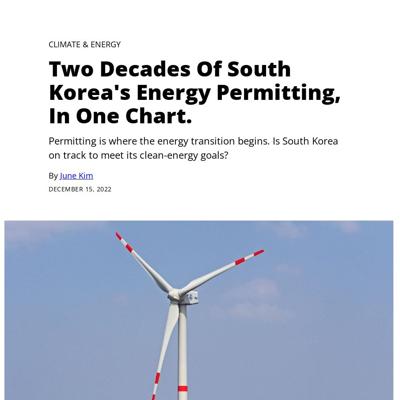 CLIMATE & ENERGY
Two Decades Of South
Korea's Energy Permitting,
In One Chart.
Permitting is where the energy transition begins. Is South Korea
on track to meet its clean-energy goals?
By June Kim
DECEMBER 15, 2022